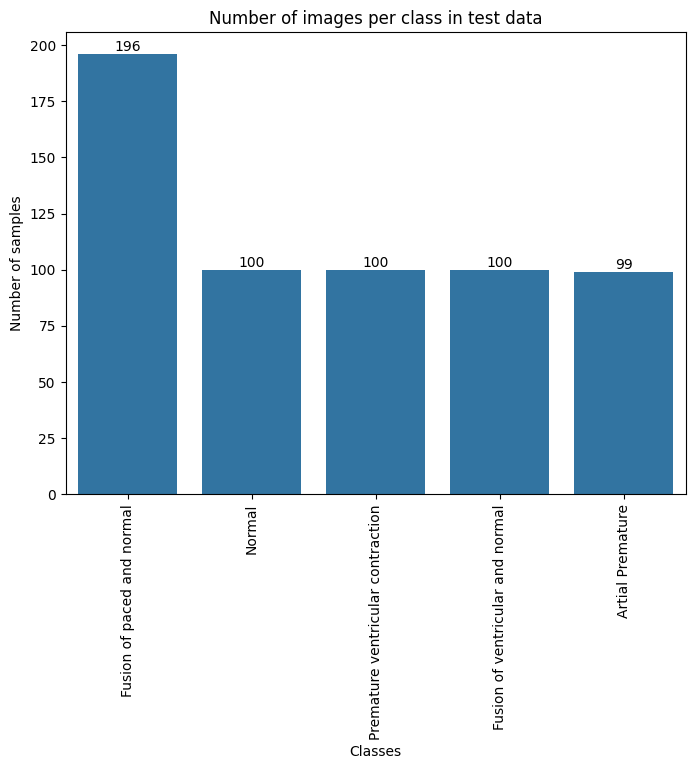 Number of images per class in test data
Number of samples
200
175
150
125
100
75
50
25
0
196
100
100
100
99
Fusion of paced and normal
Normal
Premature ventricular contraction
Fusion of ventricular and normal
Artial Premature
Classes